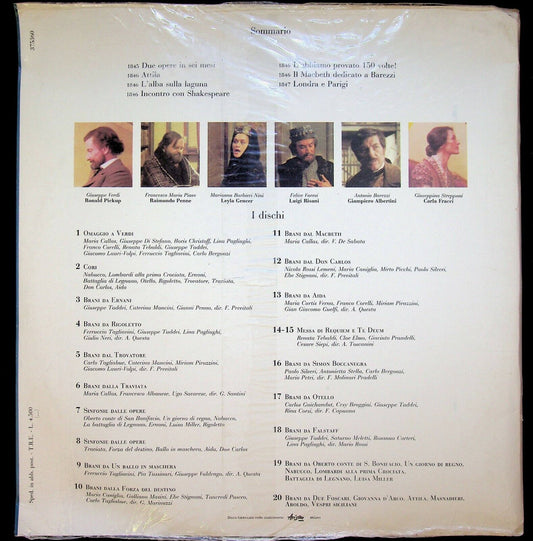 375360
Sommario
1845 Due opere in sei mesi
1846 Attila
1846 L'alba sulla laguna
1846 Incontro con Shakespeare
1846 L'abbiamo provato 150 volte!
1846 Il Macbeth dedicato a Barezzi
1847 Londra e Parigi
Giuseppe Verdi
Ronald Pickup
Francesco Maria Piave
Raimondo Penne
Marianna Barbieri Nini
Leyla Gencer
Felice Varesi
Luigi Risani
Antonio Barezzi
Giampiero Albertini
Giuseppina Strepponi
Carla Fracci
I dischi
1 Omaggio a Verdi
Maria Callas, Giuseppe Di Stefano, Boris Christoff, Lina Pagliughi,
Franco Corelli, Renata Tebaldi, Giuseppe Taddei,
Giacomo Lauri-Volpi, Ferruccio Tagliavini, Carlo Bergonzi
2 Cori
Nabucco, Lombardi alla prima Crociata, Ernani,
Battaglia di Legnano, Otello, Rigoletto, Trovatore, Traviata,
Don Carlos, Aida
3 Brani da Ernani
Giuseppe Taddei, Caterina Mancini, Gianni Penno, dir. F. Previtali
4 Brani da Rigoletto
Ferruccio Tagliavini, Giuseppe Taddei, Lina Pagliughi,
Giulio Neri, dir. A. Questa
5 Brani dal Trovatore
Carlo Tagliabue, Caterina Mancini, Miriam Pirazzini,
Giacomo Lauri-Volpi, dir. F. Previtali
6 Brani dalla Traviata
Maria Callas, Francesco Albanese, Ugo Savarese, dir. G. Santini
7 Sinfonie dalle opere
Oberto conte di San Bonifacio, Un giorno di regno, Nabucco,
La battaglia di Legnano, Ernani, Luisa Miller, Rigoletto
8 Sinfonie dalle opere
Traviata, Forza del destino, Ballo in maschera, Aida, Don Carlos
9 Brani da Un ballo in maschera
Ferruccio Tagliavini, Pia Tassinari, Giuseppe Valdengo, dir. A. Questa
10 Brani dalla Forza del destino
Maria Caniglia, Galliano Masini, Ebe Stignani, Tancredi Pasero,
Carlo Tagliabue, dir. G. Marinuzzi
11 Brani dal Macbeth
Maria Callas, dir. V. De Sabata
12 Brani dal Don Carlos
Nicola Rossi Lemeni, Maria Caniglia, Mirto Picchi, Paolo Silveri,
Ebe Stignani, dir. F. Previtali
13 Brani da Aida
Maria Curtis Verna, Franco Corelli, Miriam Pirazzini,
Gian Giacomo Guelfi, dir. A. Questa
14-15 Messa di Requiem e Te Deum
Renata Tebaldi, Cloe Elmo, Giacinto Prandelli,
Cesare Siepi, dir. A. Toscanini
16 Brani da Simon Boccanegra
Paolo Silveri, Antonietta Stella, Carlo Bergonzi,
Mario Petri, dir. F. Molinari Pradelli
17 Brani da Otello
Carlos Guichandut, Cesy Broggini, Giuseppe Taddei,
Rina Corsi, dir. F. Capuana
18 Brani da Falstaff
Giuseppe Taddei, Saturno Meletti, Rosanna Carteri,
Lina Pagliughi, dir. Mario Rossi
19 Brani da Oberto conte di S. Bonifacio, Un giorno di regno,
Nabucco, Lombardi alla prima Crociata,
Battaglia di Legnano, Luisa Miller
20 Brani da Due Foscari, Giovanna d'Arco, Attila, Masnadieri,
Aroldo, Vespri siciliani
Sped. in abb. post. - T.R.E. - L. 4.500
Ariston